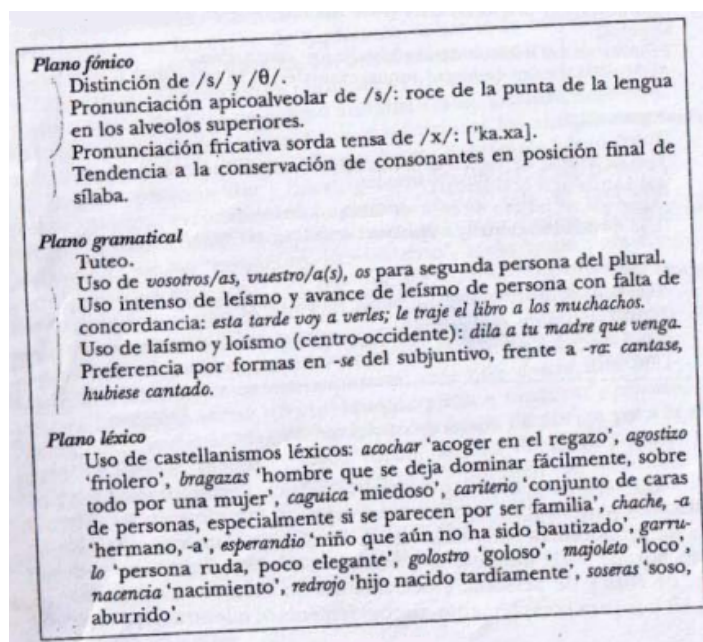 Plano fónico
Distinción de /s/ y /θ/.
Pronunciación apicoalveolar de /s/: roce de la punta de la lengua
en los alveolos superiores.
Pronunciación fricativa sorda tensa de /x/: ['ka.xa].
Tendencia a la conservación de consonantes en posición final de
sílaba.
Plano gramatical
Tuteo.
Uso de vosotros/as, vuestro/a(s), os para segunda persona del plural.
Uso intenso de leísmo y avance de leísmo de persona con falta de
concordancia: esta tarde voy a verles; le traje el libro a los muchachos.
Uso de laísmo y loísmo (centro-occidente): dila a tu madre que venga.
Preferencia por formas en -se del subjuntivo, frente a -ra: cantase,
hubiese cantado.
Plano léxico
Uso de castellanismos léxicos: acochar 'acoger en el regazo', agostizo
'friolero', bragazas 'hombre que se deja dominar fácilmente, sobre
todo por una mujer', caguica 'miedoso', cariterio 'conjunto de caras
de personas, especialmente si se parecen por ser familia', chache, -a
'hermano, -a', esperandio 'niño que aún no ha sido bautizado', garru-
lo 'persona ruda, poco elegante', golostro 'goloso', majoleto 'loco',
nacencia 'nacimiento', redrojo 'hijo nacido tardíamente', soseras 'soso,
aburrido'.